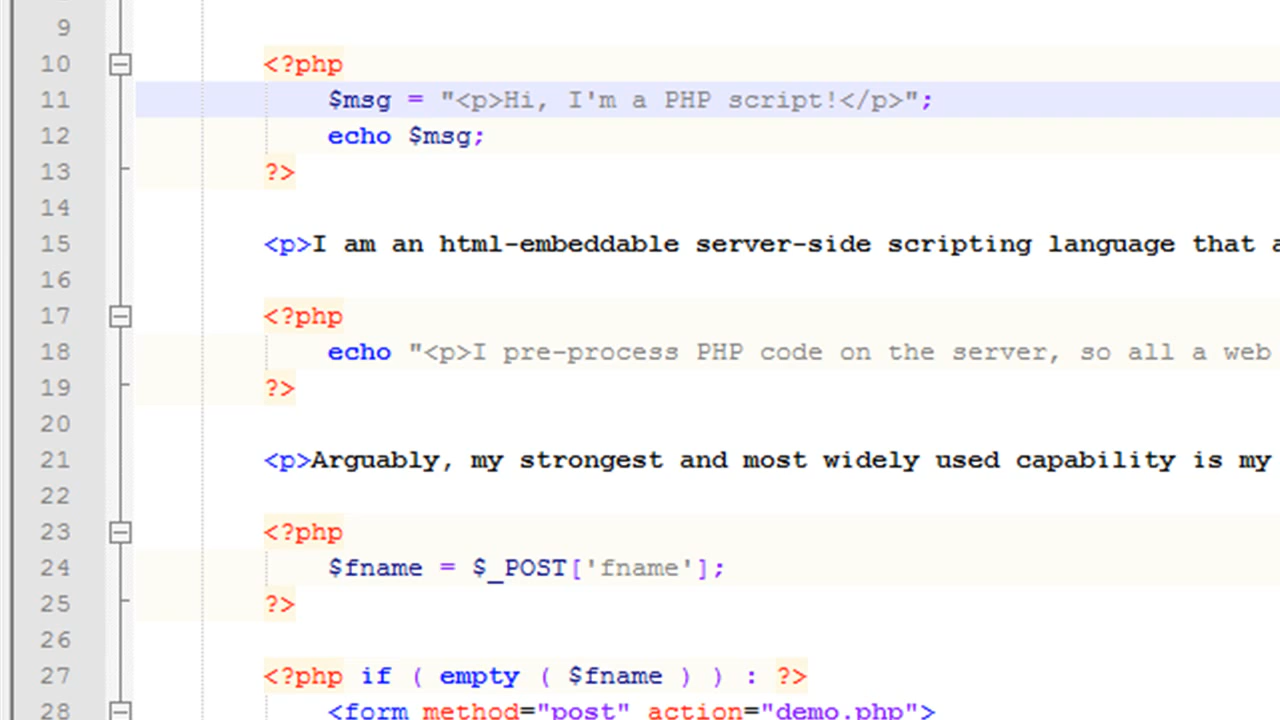 9
10 <?php
11 $msg = "<p>Hi, I'm a PHP script!</p>";
12 echo $msg;
13 ?>
14
15 <p>I am an html-embeddable server-side scripting language that
16
17 <?php
18 echo "<p>I pre-process PHP code on the server, so all a web
19 ?>
20
21 <p>Arguably, my strongest and most widely used capability is my
22
23 <?php
24 $fname = $_POST['fname'];
25 ?>
26
27 <?php if ( empty ( $fname ) ) : ?>
28 <form method="post" action="demo.php">